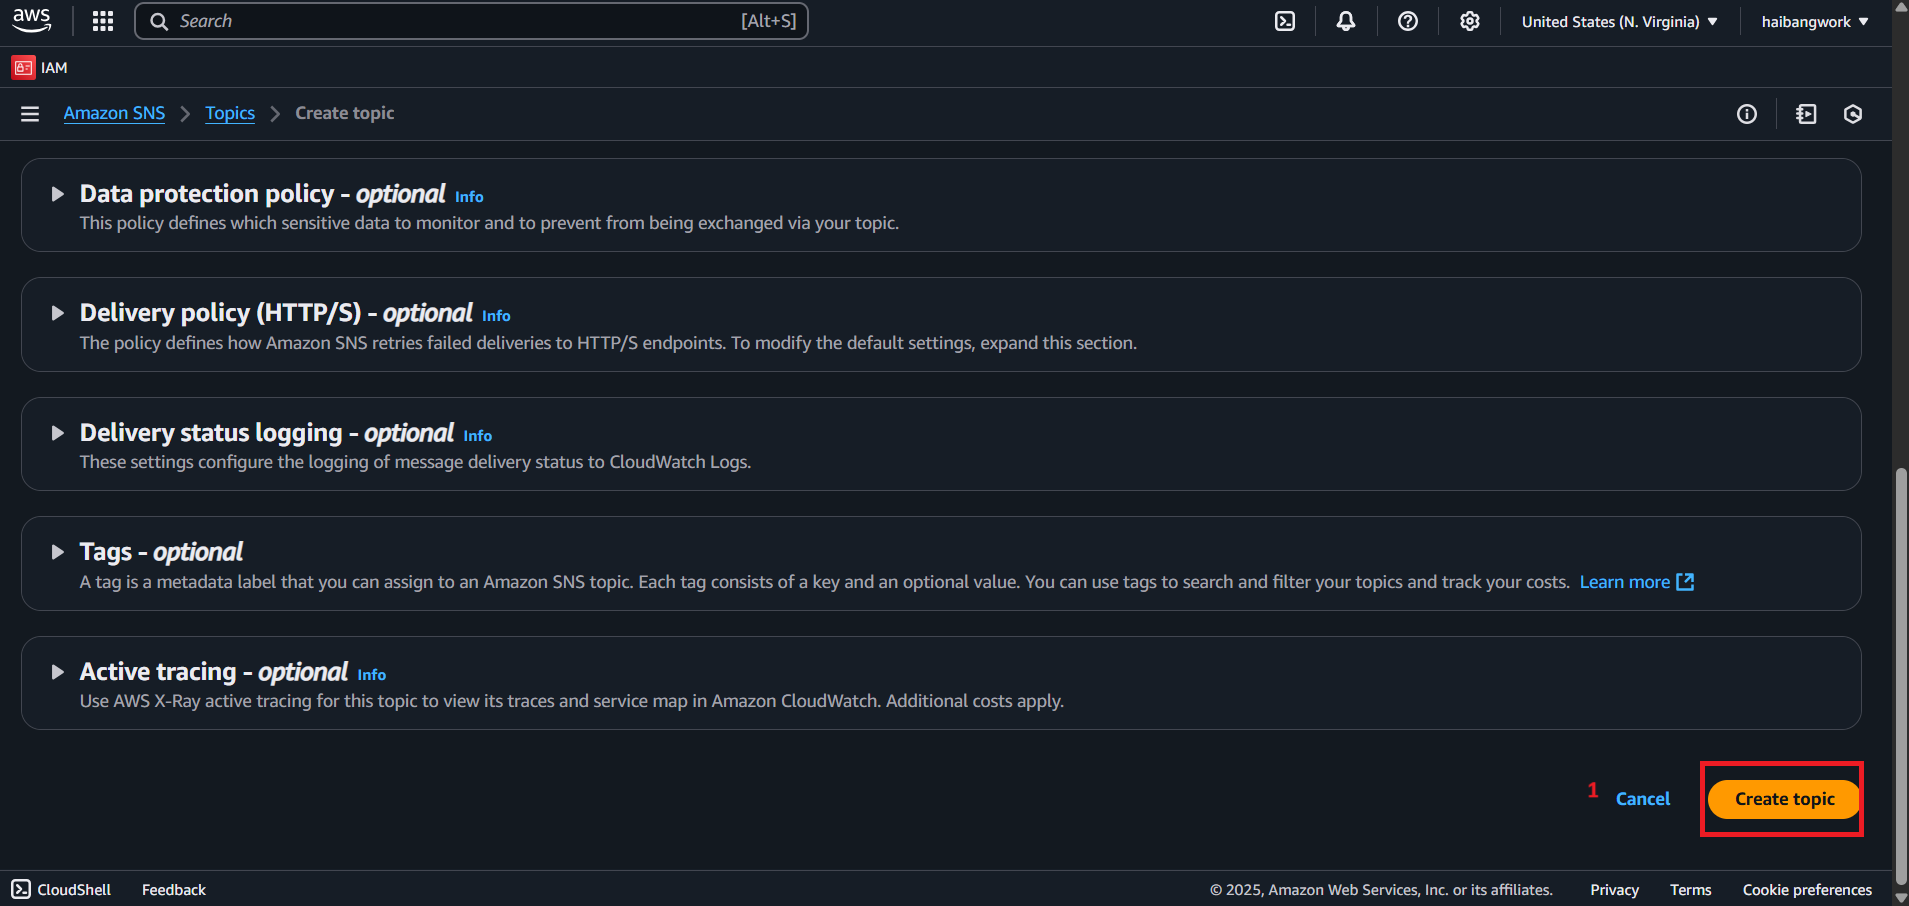 aws Search [Alt+S] United States (N. Virginia) haibangwork
IAM
Amazon SNS Topics Create topic
Data protection policy - optional Info
This policy defines which sensitive data to monitor and to prevent from being exchanged via your topic.
Delivery policy (HTTP/S) - optional Info
The policy defines how Amazon SNS retries failed deliveries to HTTP/S endpoints. To modify the default settings, expand this section.
Delivery status logging - optional Info
These settings configure the logging of message delivery status to CloudWatch Logs.
Tags - optional
A tag is a metadata label that you can assign to an Amazon SNS topic. Each tag consists of a key and an optional value. You can use tags to search and filter your topics and track your costs. Learn more
Active tracing - optional Info
Use AWS X-Ray active tracing for this topic to view its traces and service map in Amazon CloudWatch. Additional costs apply.
1 Cancel Create topic
CloudShell Feedback © 2025, Amazon Web Services, Inc. or its affiliates. Privacy Terms Cookie preferences